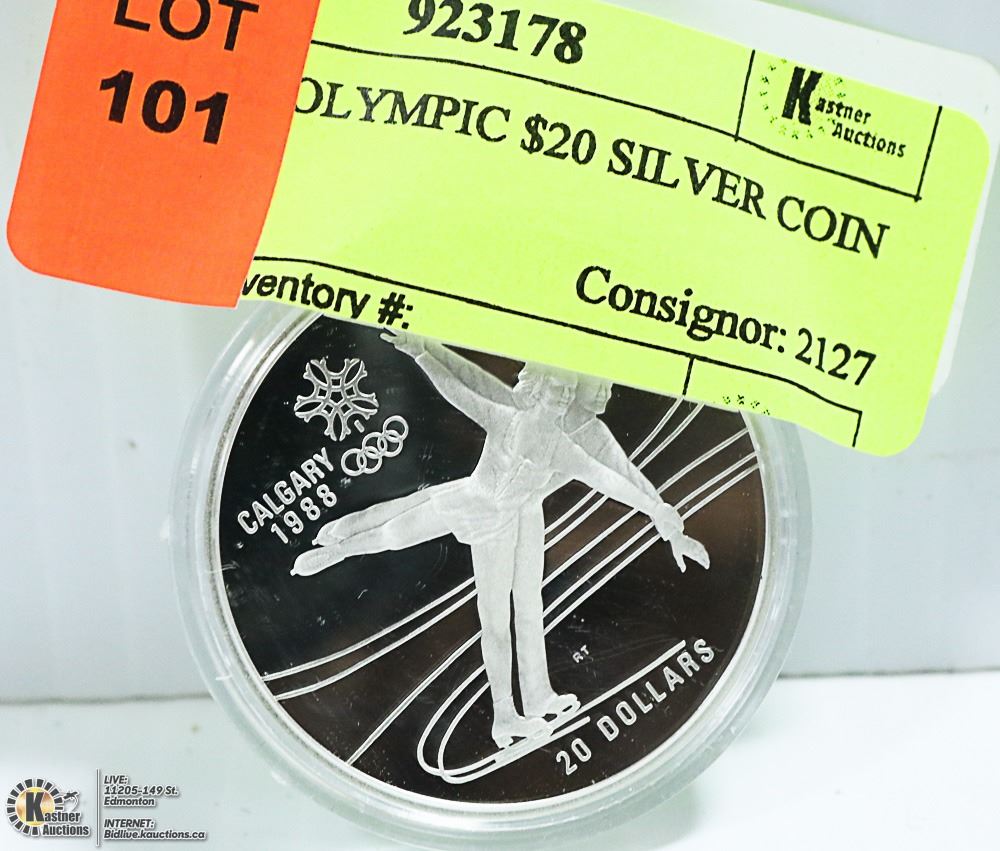 LOT
101
923178
Kastner
Auctions
OLYMPIC $20 SILVER COIN
Consignor: 2127
ventory #:
CALGARY
1988
RT
20 DOLLARS
Kastner
Auctions
LIVE:
11205-149 St.
Edmonton
INTERNET:
Bidlive.kauctions.ca